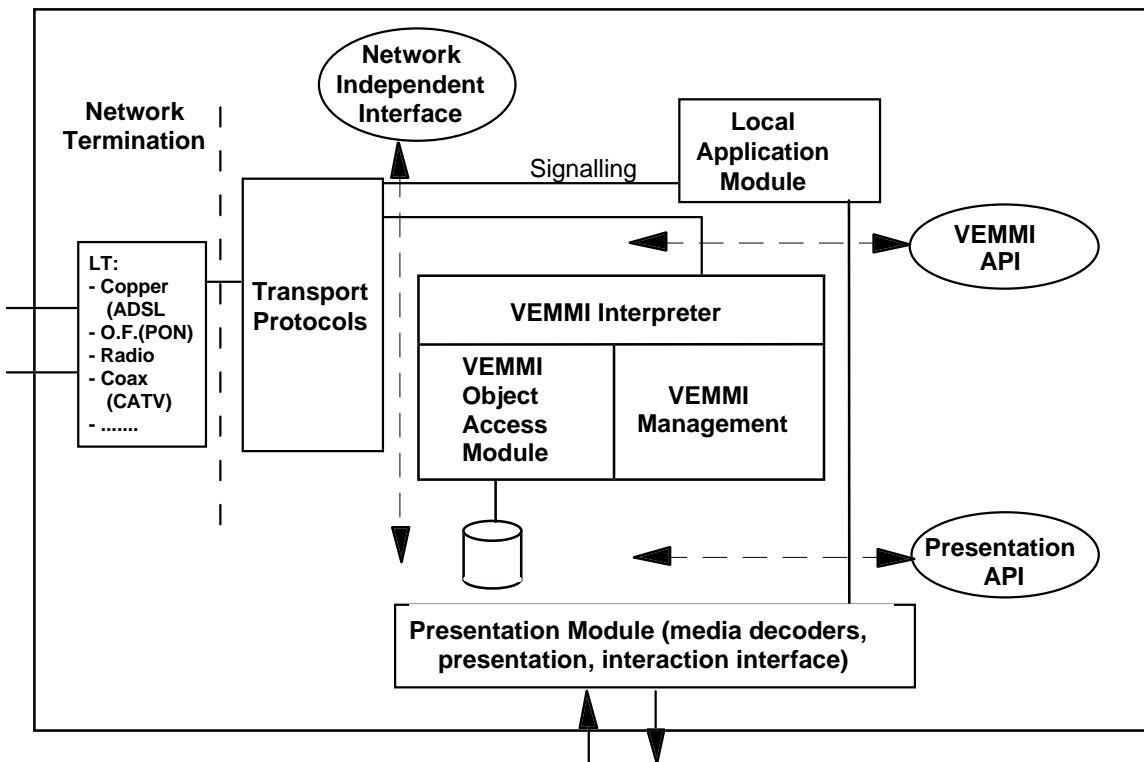 Network
Independent
Interface
Network
Termination
Local
Application
Module
Signalling
VEMMI
API
LT:
- Copper
(ADSL
- O.F.(PON)
- Radio
- Coax
(CATV)
- .......
Transport
Protocols
VEMMI Interpreter
VEMMI
Object
Access
Module
VEMMI
Management
Presentation
API
Presentation Module (media decoders,
presentation, interaction interface)